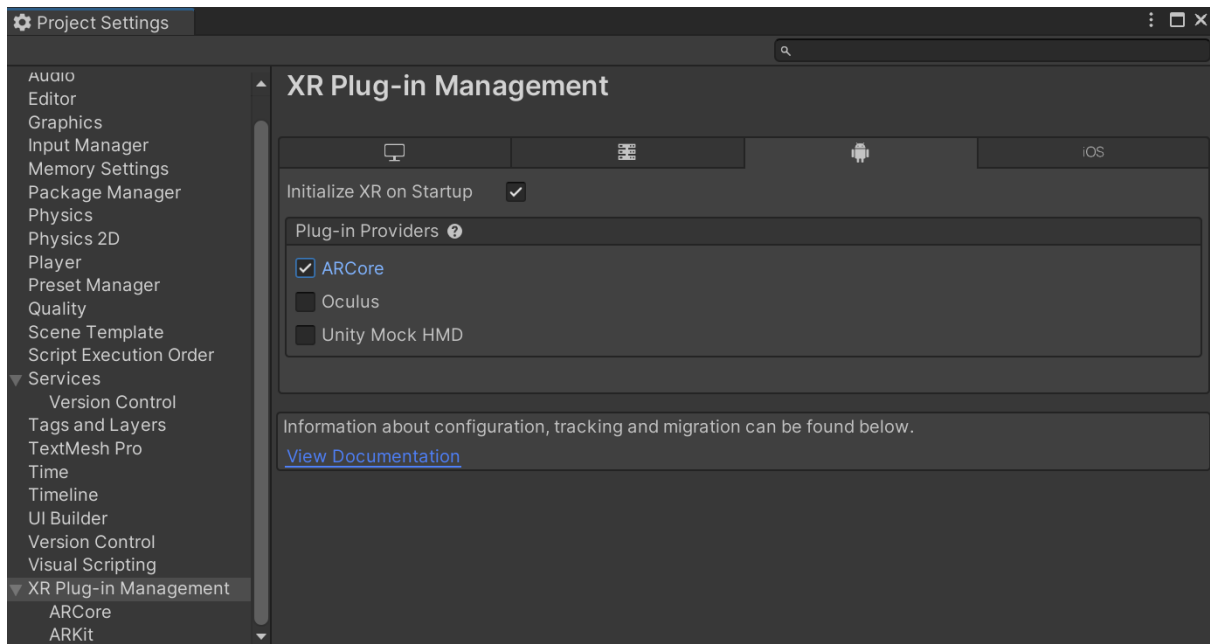 Project Settings
Audio
Editor
Graphics
Input Manager
Memory Settings
Package Manager
Physics
Physics 2D
Player
Preset Manager
Quality
Scene Template
Script Execution Order
Services
Version Control
Tags and Layers
TextMesh Pro
Time
Timeline
UI Builder
Version Control
Visual Scripting
XR Plug-in Management
ARCore
ARKit
XR Plug-in Management
iOS
Initialize XR on Startup
Plug-in Providers
ARCore
Oculus
Unity Mock HMD
Information about configuration, tracking and migration can be found below.
View Documentation